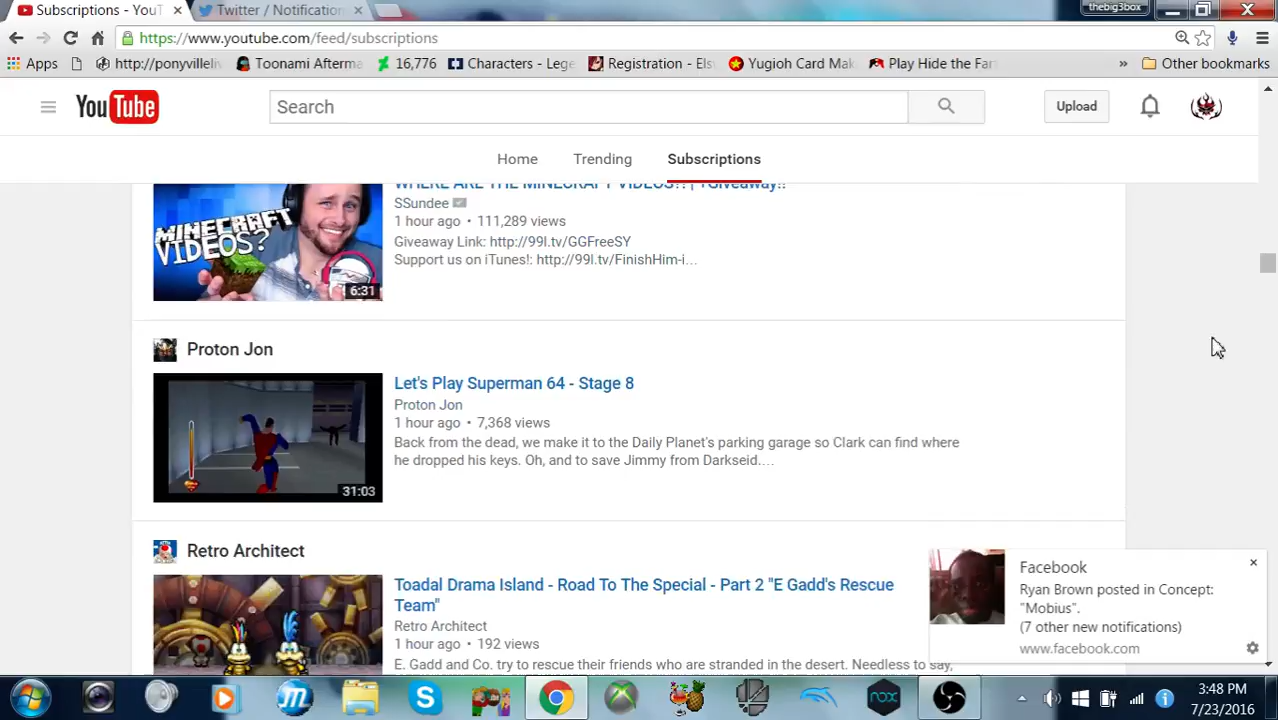 Subscriptions - YouT
Twitter / Notification
thebig3box
https://www.youtube.com/feed/subscriptions
Apps
http://ponyvilleliv
Toonami Afterma
16,776
Characters - Lege
Registration - Els
Yugioh Card Mak
Play Hide the Far
»
Other bookmarks
YouTube
Search
Upload
Home
Trending
Subscriptions
WHERE ARE THE MINECRAFT VIDEOS?! | +Giveaway!!
MINECRAFT
VIDEOS?
6:31
SSundee
1 hour ago • 111,289 views
Giveaway Link: http://99l.tv/GGFreeSY
Support us on iTunes!: http://99l.tv/FinishHim-i...
Proton Jon
31:03
Let's Play Superman 64 - Stage 8
Proton Jon
1 hour ago • 7,368 views
Back from the dead, we make it to the Daily Planet's parking garage so Clark can find where
he dropped his keys. Oh, and to save Jimmy from Darkseid....
Retro Architect
Toadal Drama Island - Road To The Special - Part 2 "E Gadd's Rescue
Team"
Retro Architect
1 hour ago • 192 views
E. Gadd and Co. try to rescue their friends who are stranded in the desert. Needless to say,
Facebook
Ryan Brown posted in Concept:
"Mobius".
(7 other new notifications)
www.facebook.com
nox
3:48 PM
7/23/2016